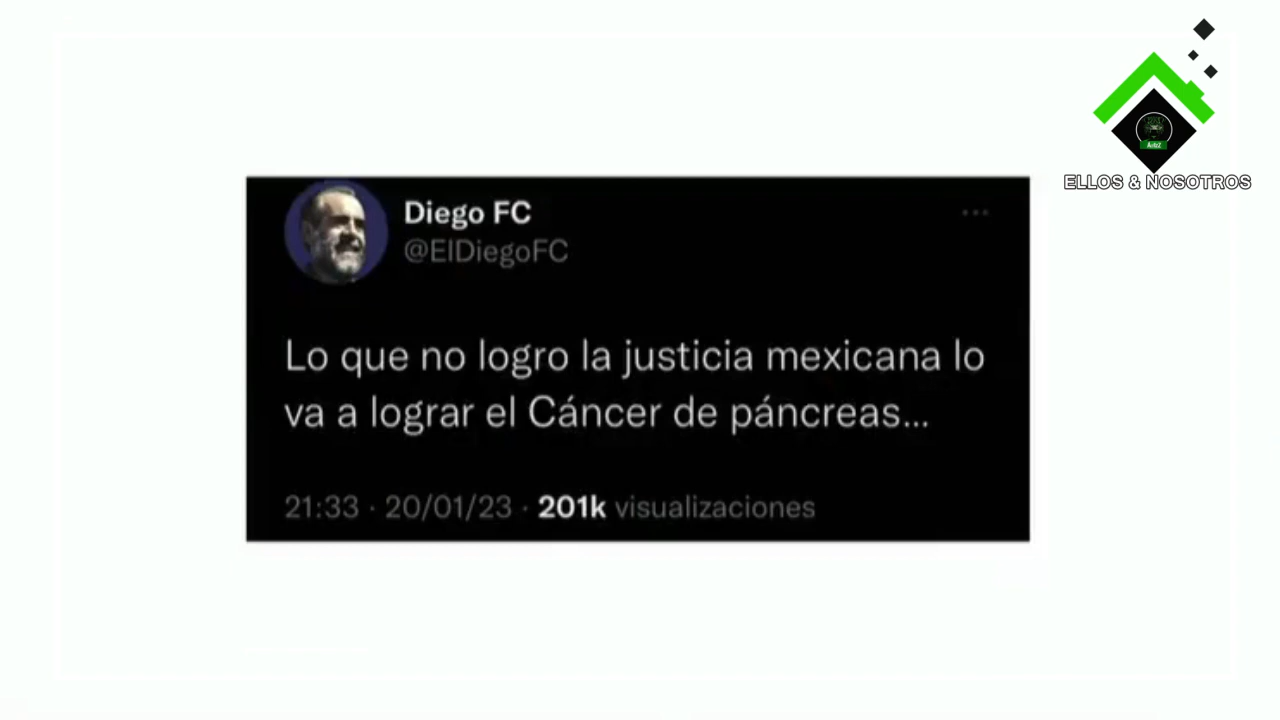 ELLOS & NOSOTROS
Diego FC
@ElDiegoFC
Lo que no logro la justicia mexicana lo
va a lograr el Cáncer de páncreas...
21:33 · 20/01/23 · 201k visualizaciones